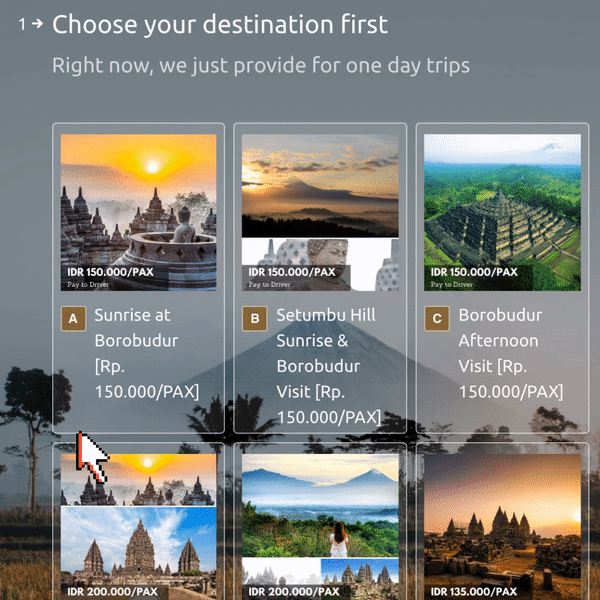 1 → Choose your destination first
Right now, we just provide for one day trips
IDR 150.000/PAX
Pay to Driver
A Sunrise at
Borobudur
[Rp.
150.000/PAX]
IDR 150.000/PAX
Pay to Driver
B Setumbu Hill
Sunrise &
Borobudur
Visit [Rp.
150.000/PAX]
IDR 150.000/PAX
Pay to Driver
C Borobudur
Afternoon
Visit [Rp.
150.000/PAX]
IDR 200.000/PAX
IDR 200.000/PAX
IDR 135.000/PAX